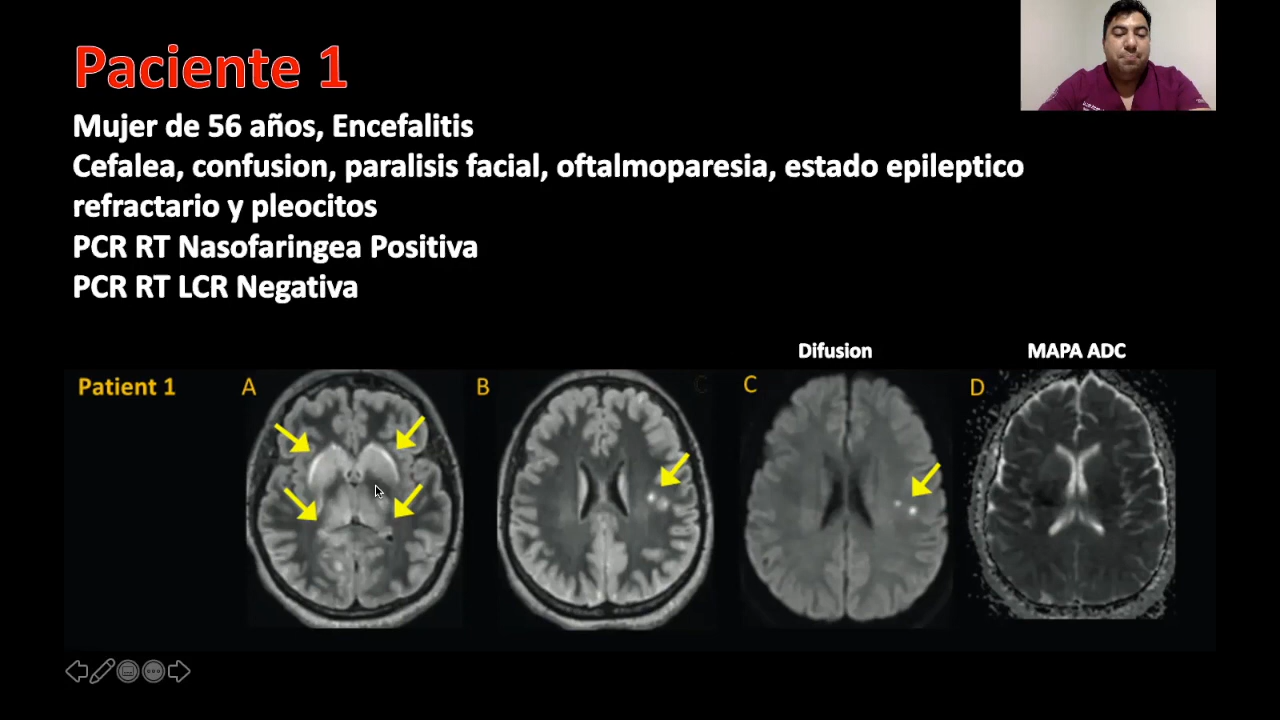 Paciente 1
Mujer de 56 años, Encefalitis
Cefalea, confusion, paralisis facial, oftalmoparesia, estado epileptico
refractario y pleocitos
PCR RT Nasofaringea Positiva
PCR RT LCR Negativa
Difusion
MAPA ADC
Patient 1
A
B
C
C
D